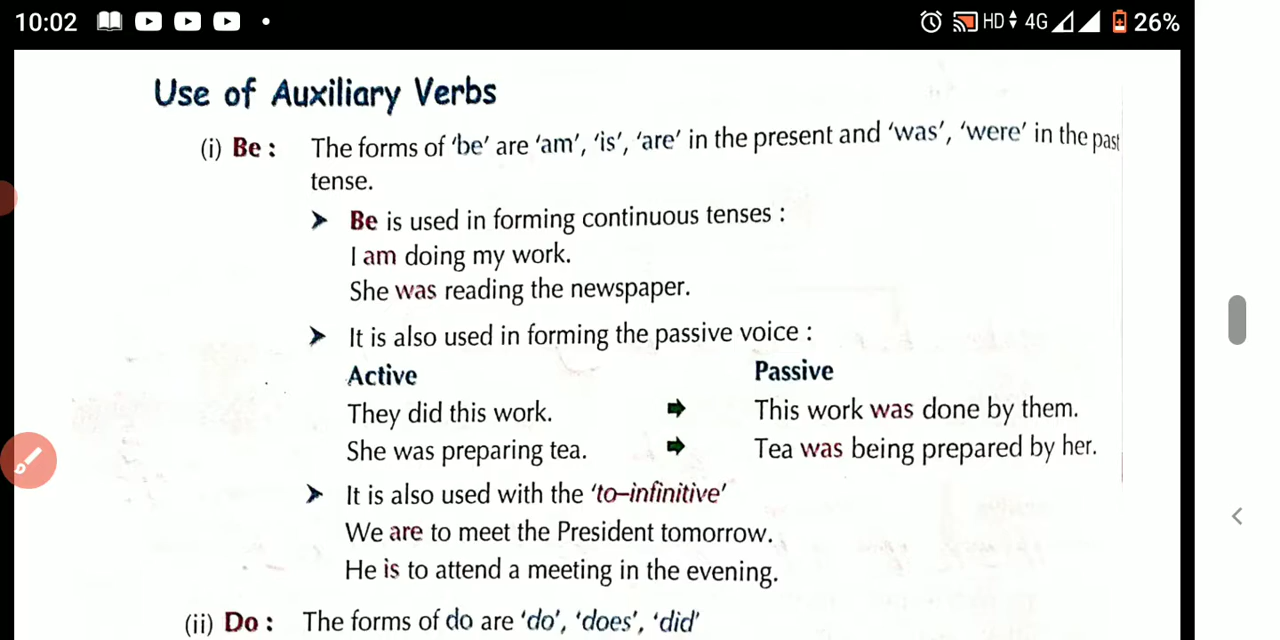 10:02 HD 4G 26%
Use of Auxiliary Verbs
(i) Be : The forms of ‘be’ are ‘am’, ‘is’, ‘are’ in the present and ‘was’, ‘were’ in the past
tense.
➤ Be is used in forming continuous tenses :
I am doing my work.
She was reading the newspaper.
➤ It is also used in forming the passive voice :
Active Passive
They did this work. ➡ This work was done by them.
She was preparing tea. ➡ Tea was being prepared by her.
➤ It is also used with the ‘to–infinitive’
We are to meet the President tomorrow.
He is to attend a meeting in the evening.
(ii) Do : The forms of do are ‘do’, ‘does’, ‘did’